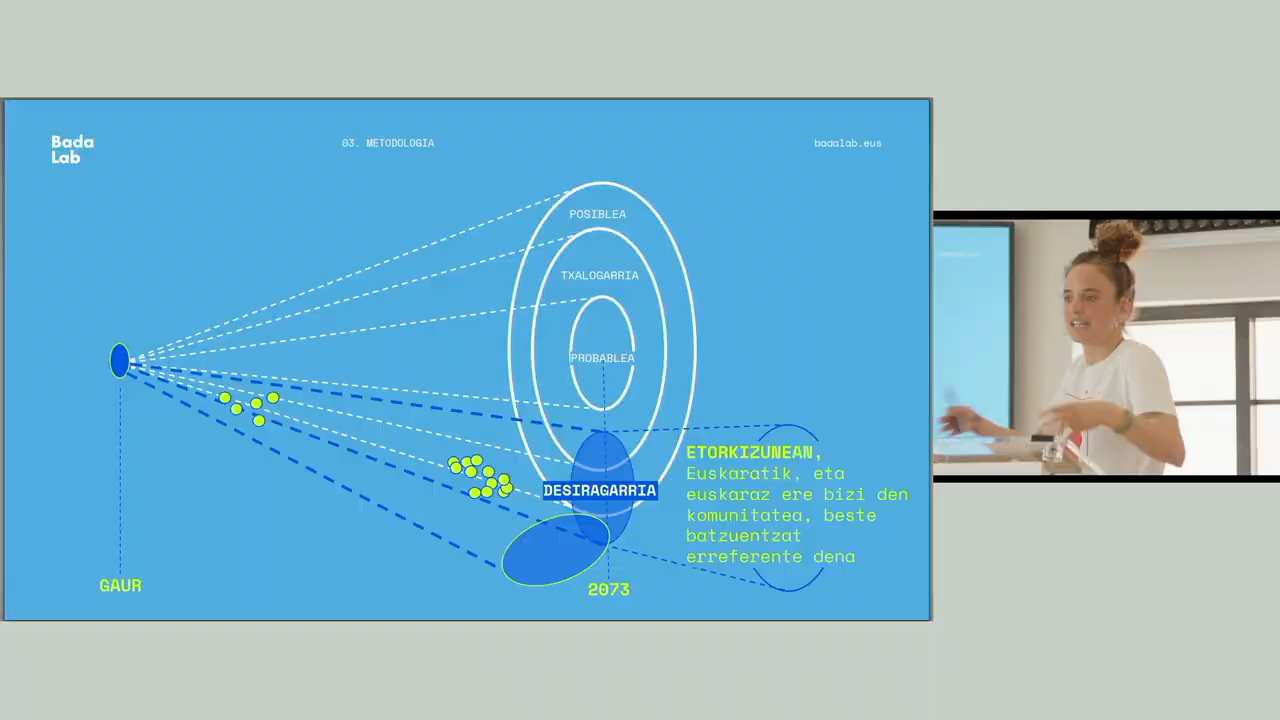 Bada
Lab
03. METODOLOGIA
badalab.eus
POSIBLEA
TXALOGARRIA
PROBABLEA
DESIRAGARRIA
ETORKIZUNEAN,
Euskaratik, eta
euskaraz ere bizi den
komunitatea, beste
batzuentzat
erreferente dena
GAUR
2073